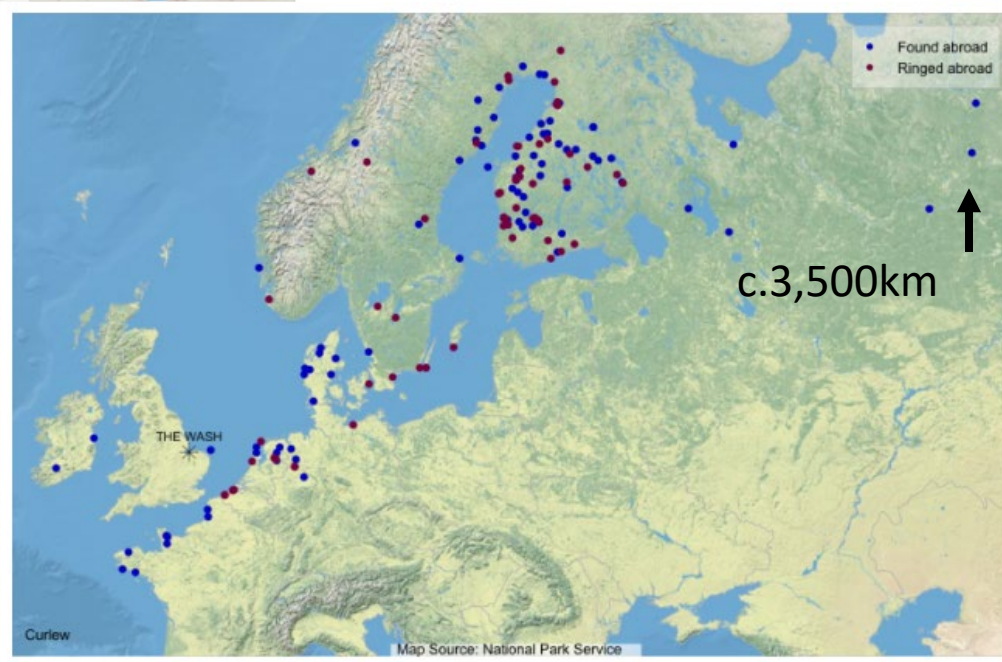 Found abroad
Ringed abroad
c.3,500km
THE WASH
Curlew
Map Source: National Park Service